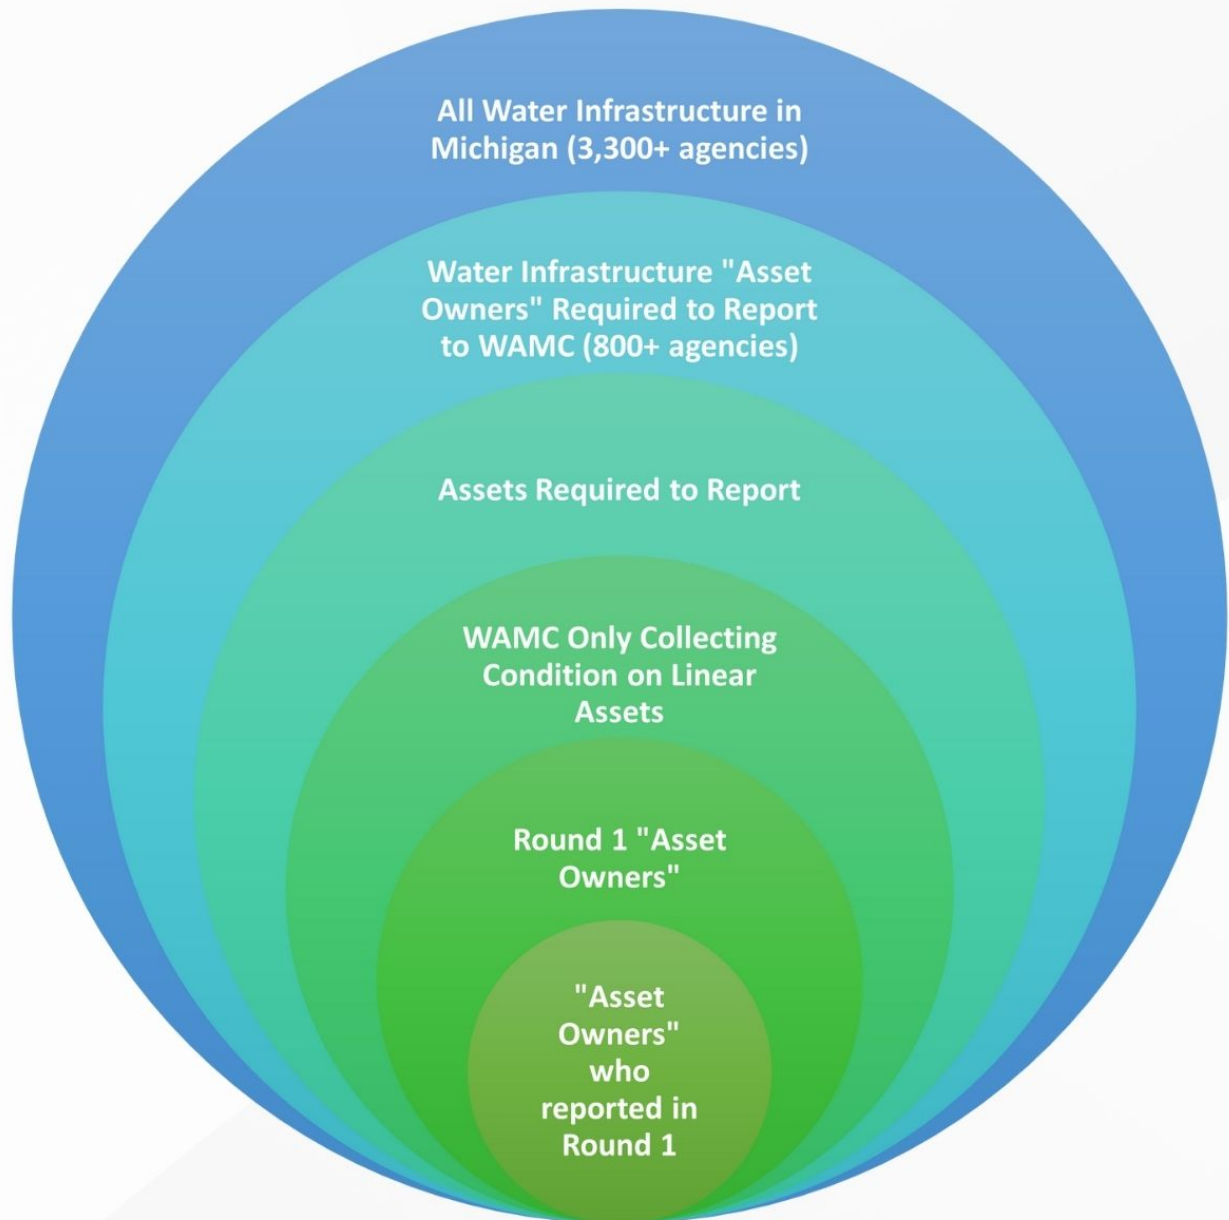 All Water Infrastructure in
Michigan (3,300+ agencies)
Water Infrastructure "Asset
Owners" Required to Report
to WAMC (800+ agencies)
Assets Required to Report
WAMC Only Collecting
Condition on Linear
Assets
Round 1 "Asset
Owners"
"Asset
Owners"
who
reported in
Round 1